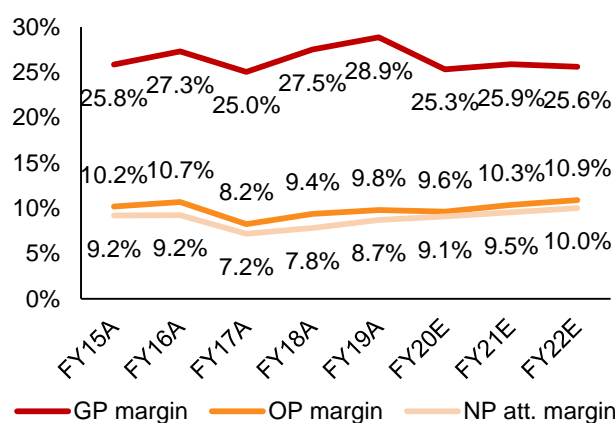 30%
25%
20%
15%
10%
5%
0%
25.8% 27.3% 25.0% 27.5% 28.9% 25.3% 25.9% 25.6%
10.2% 10.7% 8.2% 9.4% 9.8% 9.6% 10.3% 10.9%
9.2% 9.2% 7.2% 7.8% 8.7% 9.1% 9.5% 10.0%
FY15A FY16A FY17A FY18A FY19A FY20E FY21E FY22E
GP margin OP margin NP att. margin